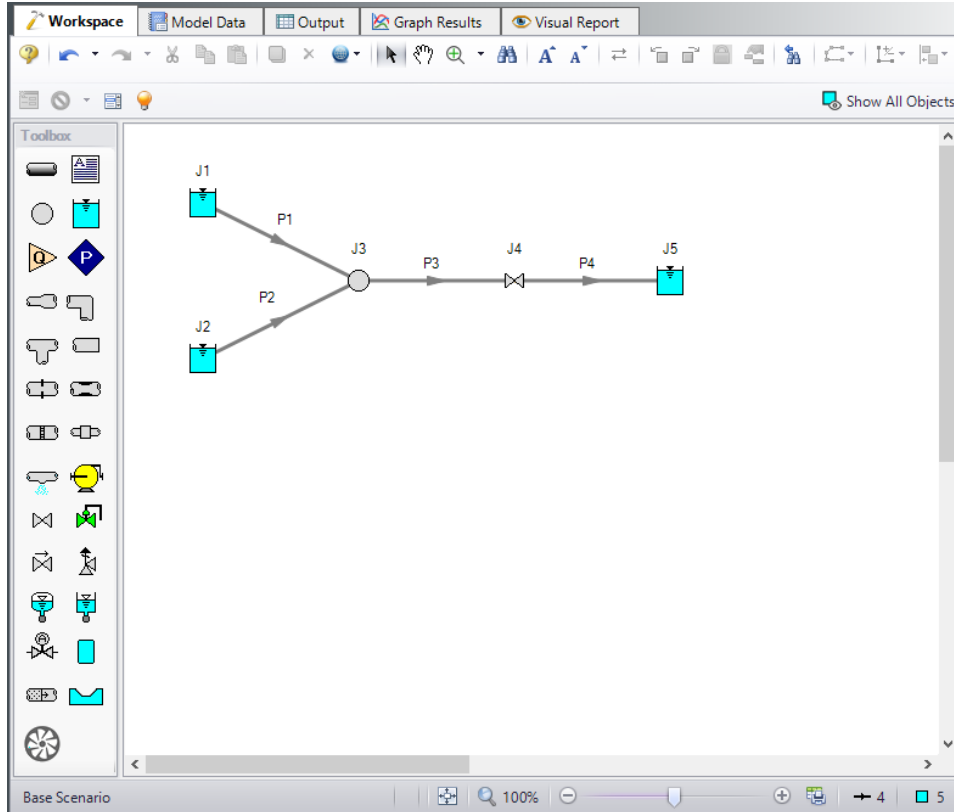 Workspace Model Data Output Graph Results Visual Report
A A
Show All Objects
Toolbox
A
J1
P1
Q P
J3 J4 J5
P3 P4
P2
J2
A
Base Scenario 100% 4 5